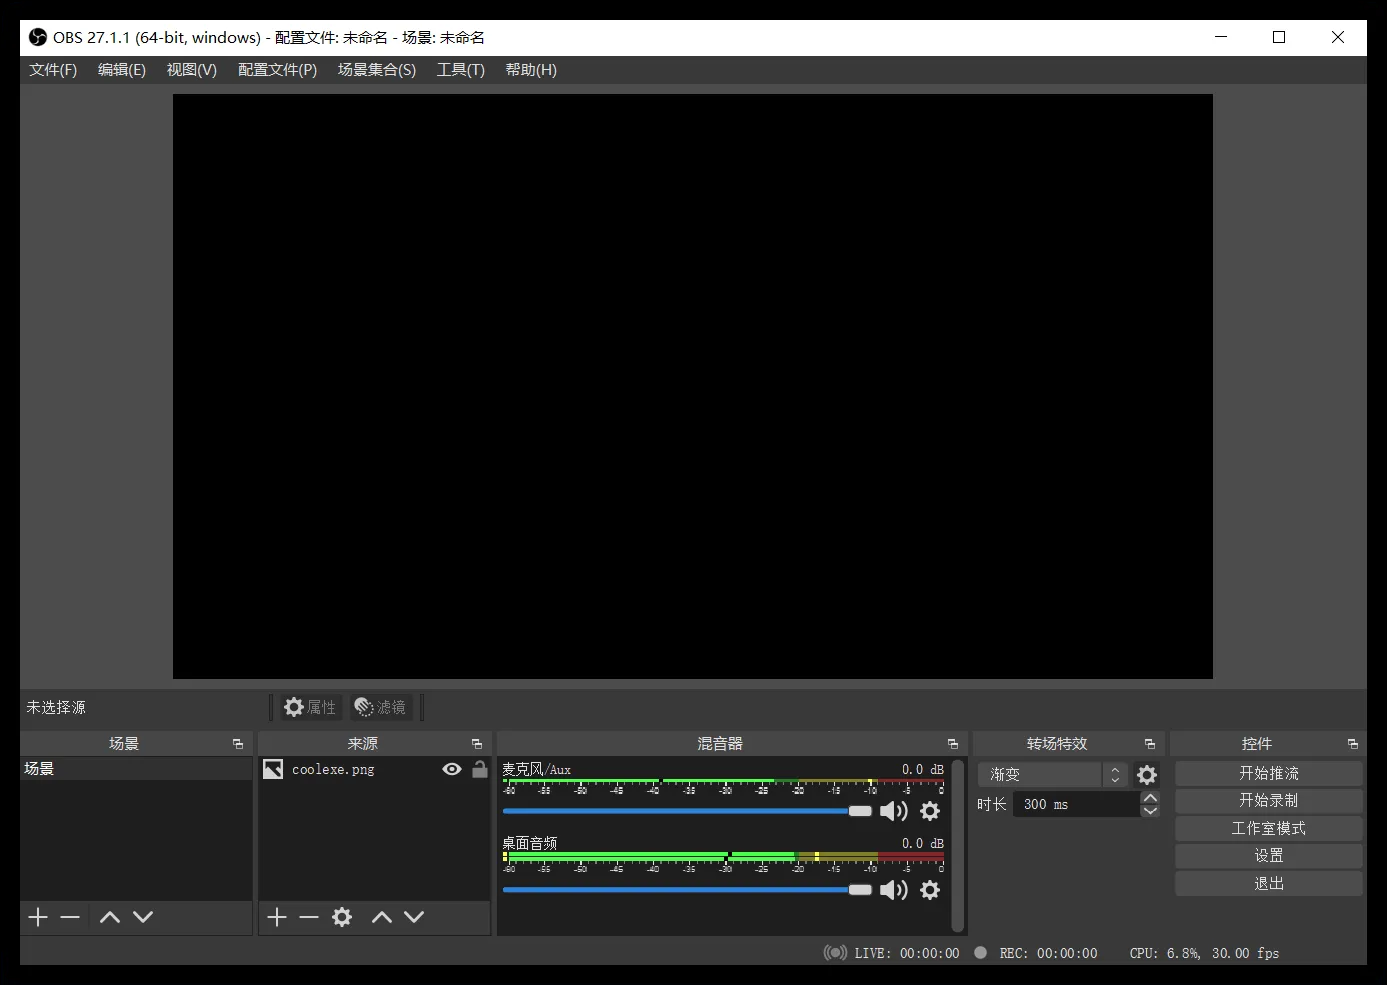 OBS 27.1.1 (64-bit, windows) - 配置文件: 未命名 - 场景: 未命名
文件(F) 编辑(E) 视图(V) 配置文件(P) 场景集合(S) 工具(T) 帮助(H)
未选择源 属性 滤镜
场景 来源 混音器 转场特效 控件
场景
coolexe.png
麦克风/Aux 0.0 dB
-60 -55 -50 -45 -40 -35 -30 -25 -20 -15 -10 -5 0
桌面音频 0.0 dB
-60 -55 -50 -45 -40 -35 -30 -25 -20 -15 -10 -5 0
渐变
时长 300 ms
开始推流
开始录制
工作室模式
设置
退出
LIVE: 00:00:00 REC: 00:00:00 CPU: 6.8%, 30.00 fps